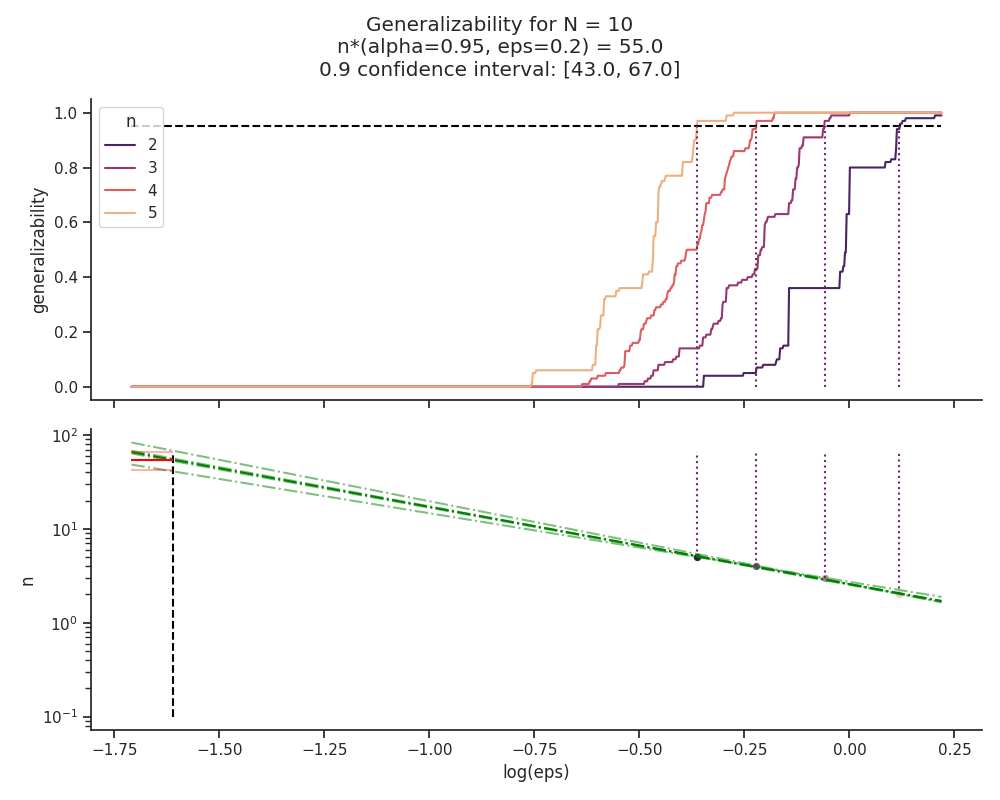 Generalizability for N = 10
n*(alpha=0.95, eps=0.2) = 55.0
0.9 confidence interval: [43.0, 67.0]
generalizability
1.0
0.8
0.6
0.4
0.2
0.0
n
2
3
4
5
n
10²
10¹
10⁰
10⁻¹
−1.75 −1.50 −1.25 −1.00 −0.75 −0.50 −0.25 0.00 0.25
log(eps)